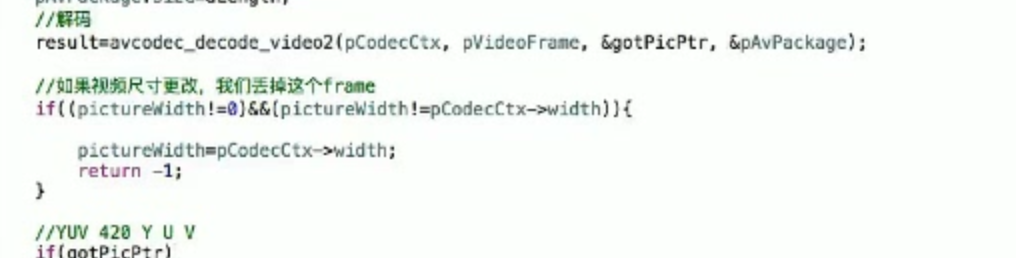 //解码
result=avcodec_decode_video2(pCodecCtx, pVideoFrame, &gotPicPtr, &pAvPackage);
//如果视频尺寸更改，我们丢掉这个frame
if((pictureWidth!=0)&&(pictureWidth!=pCodecCtx->width)){
pictureWidth=pCodecCtx->width;
return -1;
}
//YUV 420 Y U V
if(gotPicPtr)